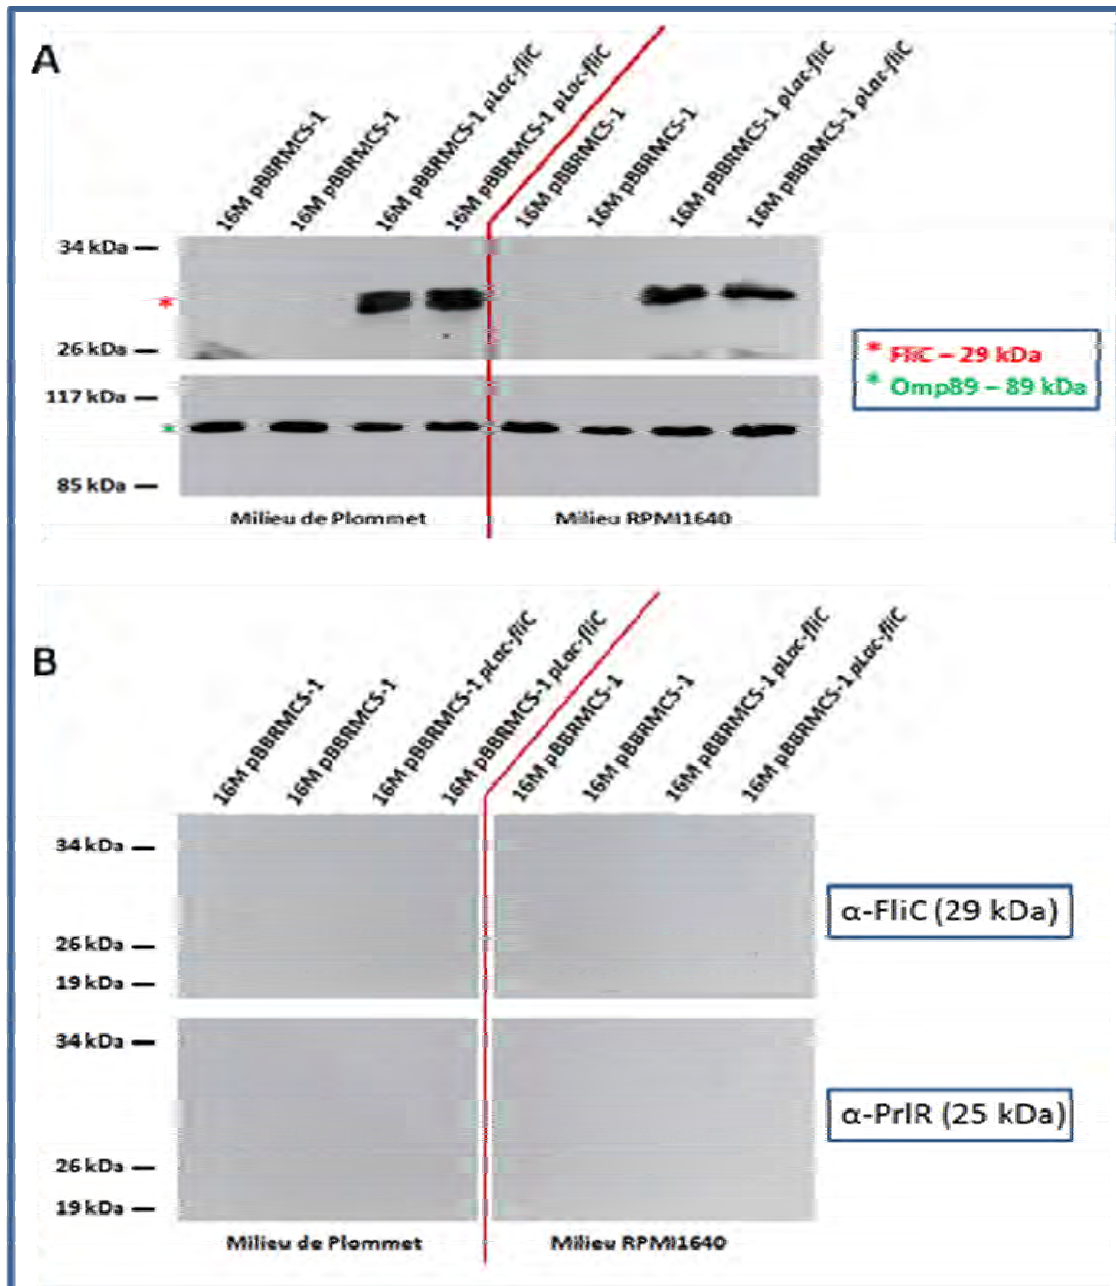 A
16M pBBRMCS-1
16M pBBRMCS-1
16M pBBRMCS-1 pLac-fliC
16M pBBRMCS-1 pLac-fliC
16M pBBRMCS-1
16M pBBRMCS-1
16M pBBRMCS-1 pLac-fliC
16M pBBRMCS-1 pLac-fliC
34 kDa
*
26 kDa
* FliC – 29 kDa
* Omp89 – 89 kDa
117 kDa
*
85 kDa
Milieu de Plommet
Milieu RPMI1640
B
16M pBBRMCS-1
16M pBBRMCS-1
16M pBBRMCS-1 pLac-fliC
16M pBBRMCS-1 pLac-fliC
16M pBBRMCS-1
16M pBBRMCS-1
16M pBBRMCS-1 pLac-fliC
16M pBBRMCS-1 pLac-fliC
34 kDa
26 kDa
19 kDa
α-FliC (29 kDa)
34 kDa
26 kDa
19 kDa
α-PrlR (25 kDa)
Milieu de Plommet
Milieu RPMI1640